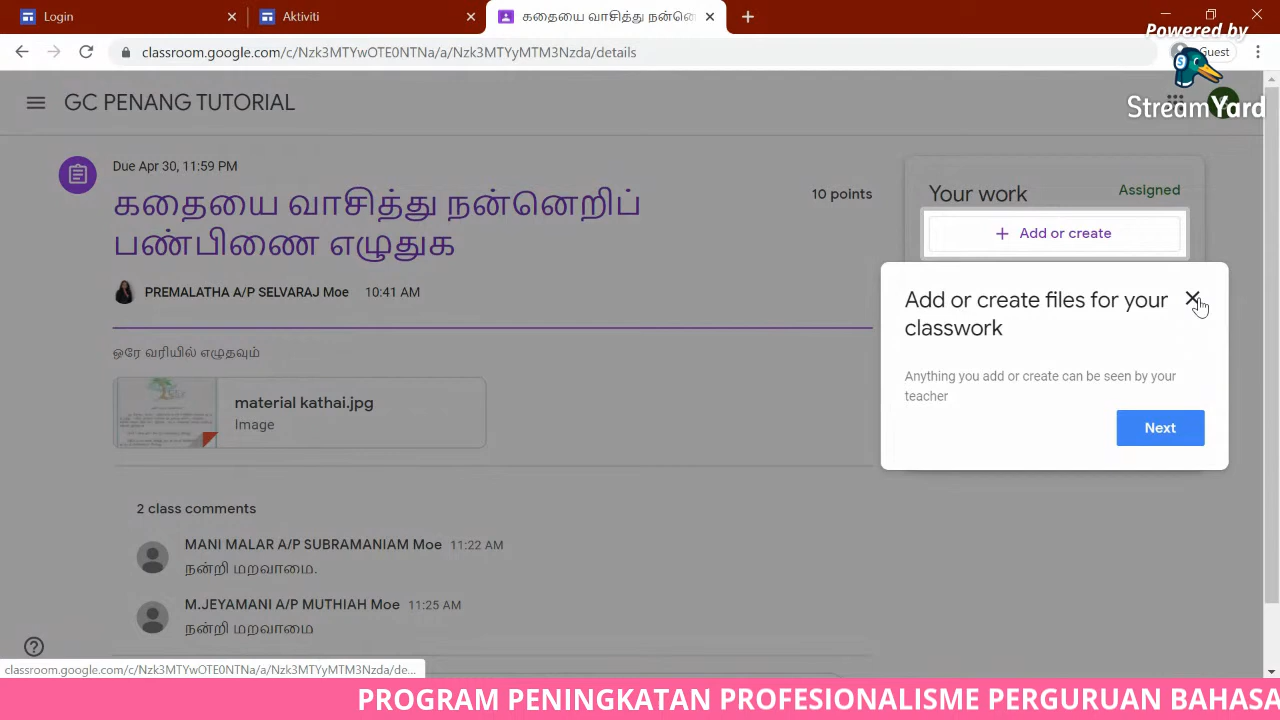 Login
Aktiviti
கதையை வாசித்து நன்னெ
Powered by
classroom.google.com/c/Nzk3MTYwOTE0NTNa/a/Nzk3MTYyMTM3Nzda/details
Guest
StreamYard
GC PENANG TUTORIAL
Due Apr 30, 11:59 PM
கதையை வாசித்து நன்னெறிப்
பண்பிணை எழுதுக
10 points
PREMALATHA A/P SELVARAJ Moe 10:41 AM
ஒரே வரியில் எழுதவும்
material kathai.jpg
Image
2 class comments
MANI MALAR A/P SUBRAMANIAM Moe 11:22 AM
நன்றி மறவாமை.
M.JEYAMANI A/P MUTHIAH Moe 11:25 AM
நன்றி மறவாமை
Your work
Assigned
+ Add or create
Add or create files for your
classwork
Anything you add or create can be seen by your
teacher
Next
classroom.google.com/c/Nzk3MTYwOTE0NTNa/a/Nzk3MTYyMTM3Nzda/de...
PROGRAM PENINGKATAN PROFESIONALISME PERGURUAN BAHASA